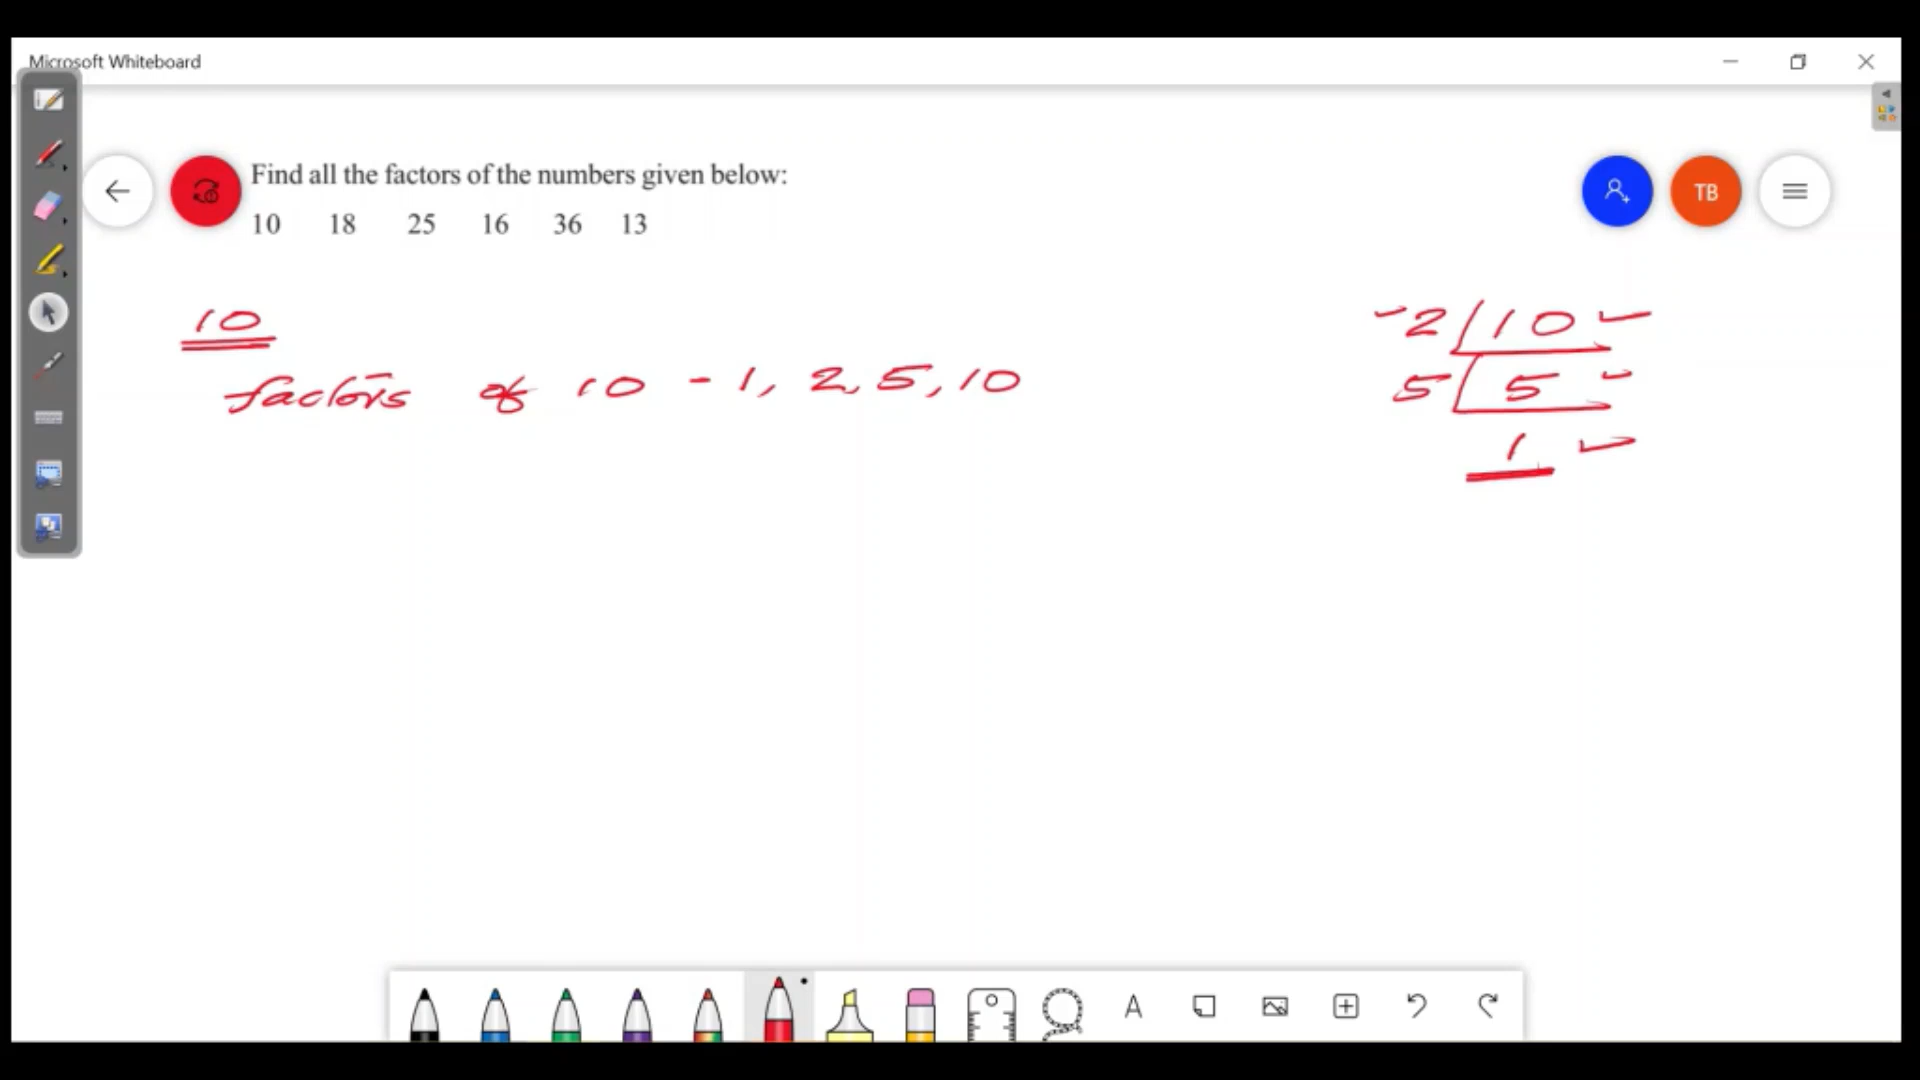 Microsoft Whiteboard
Find all the factors of the numbers given below:
10 18 25 16 36 13
TB
10
factors of 10 - 1, 2, 5, 10
2 10
5 5
1
A